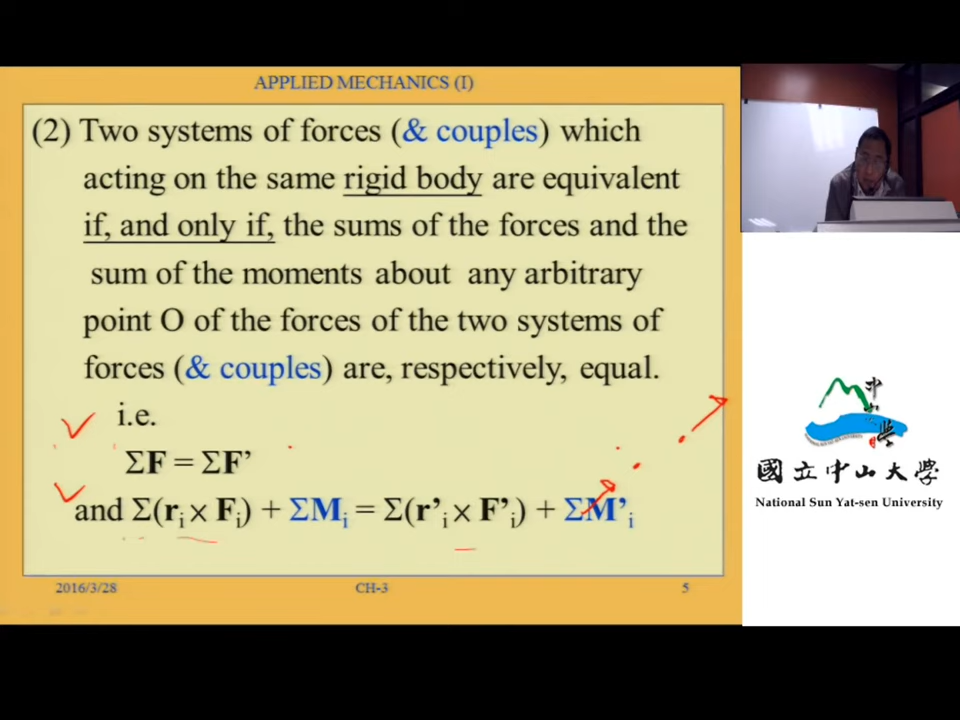 APPLIED MECHANICS (I)
(2) Two systems of forces (& couples) which
acting on the same rigid body are equivalent
if, and only if, the sums of the forces and the
sum of the moments about any arbitrary
point O of the forces of the two systems of
forces (& couples) are, respectively, equal.
i.e.
ΣF = ΣF’
and Σ(rᵢ × Fᵢ) + ΣMᵢ = Σ(r’ᵢ × F’ᵢ) + ΣM’ᵢ
2016/3/28
CH-3
5
中山大學
國立中山大學
National Sun Yat-sen University